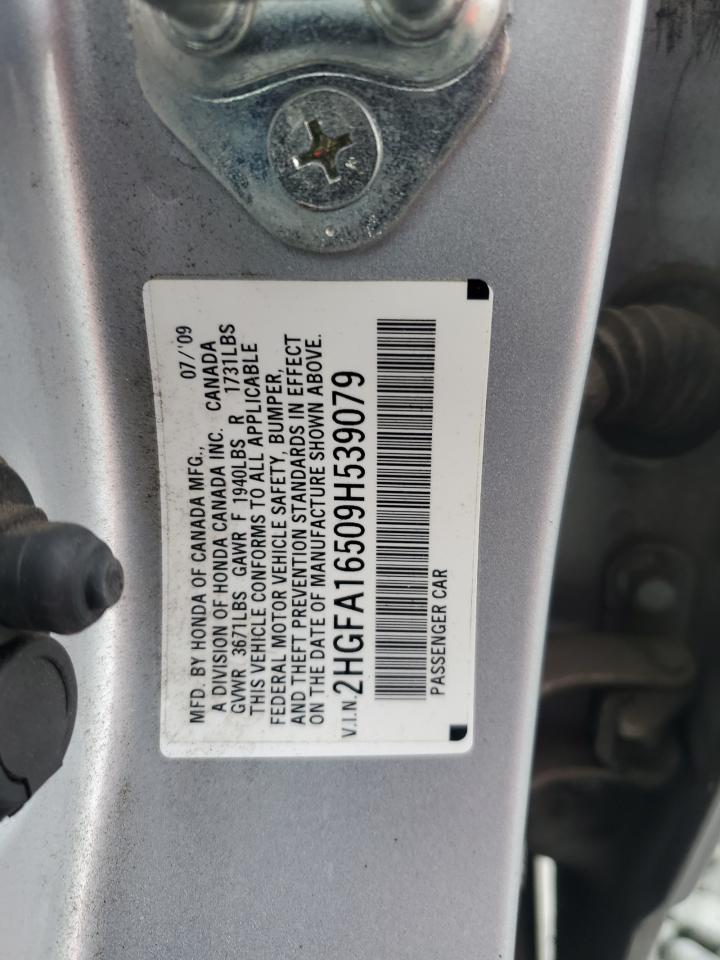 MFD. BY HONDA OF CANADA MFG., 07/'09
A DIVISION OF HONDA CANADA INC. CANADA
GVWR 3671LBS GAWR F 1940LBS R 1731LBS
THIS VEHICLE CONFORMS TO ALL APPLICABLE
FEDERAL MOTOR VEHICLE SAFETY, BUMPER,
AND THEFT PREVENTION STANDARDS IN EFFECT
ON THE DATE OF MANUFACTURE SHOWN ABOVE.
V.I.N. 2HGFA16509H539079
PASSENGER CAR